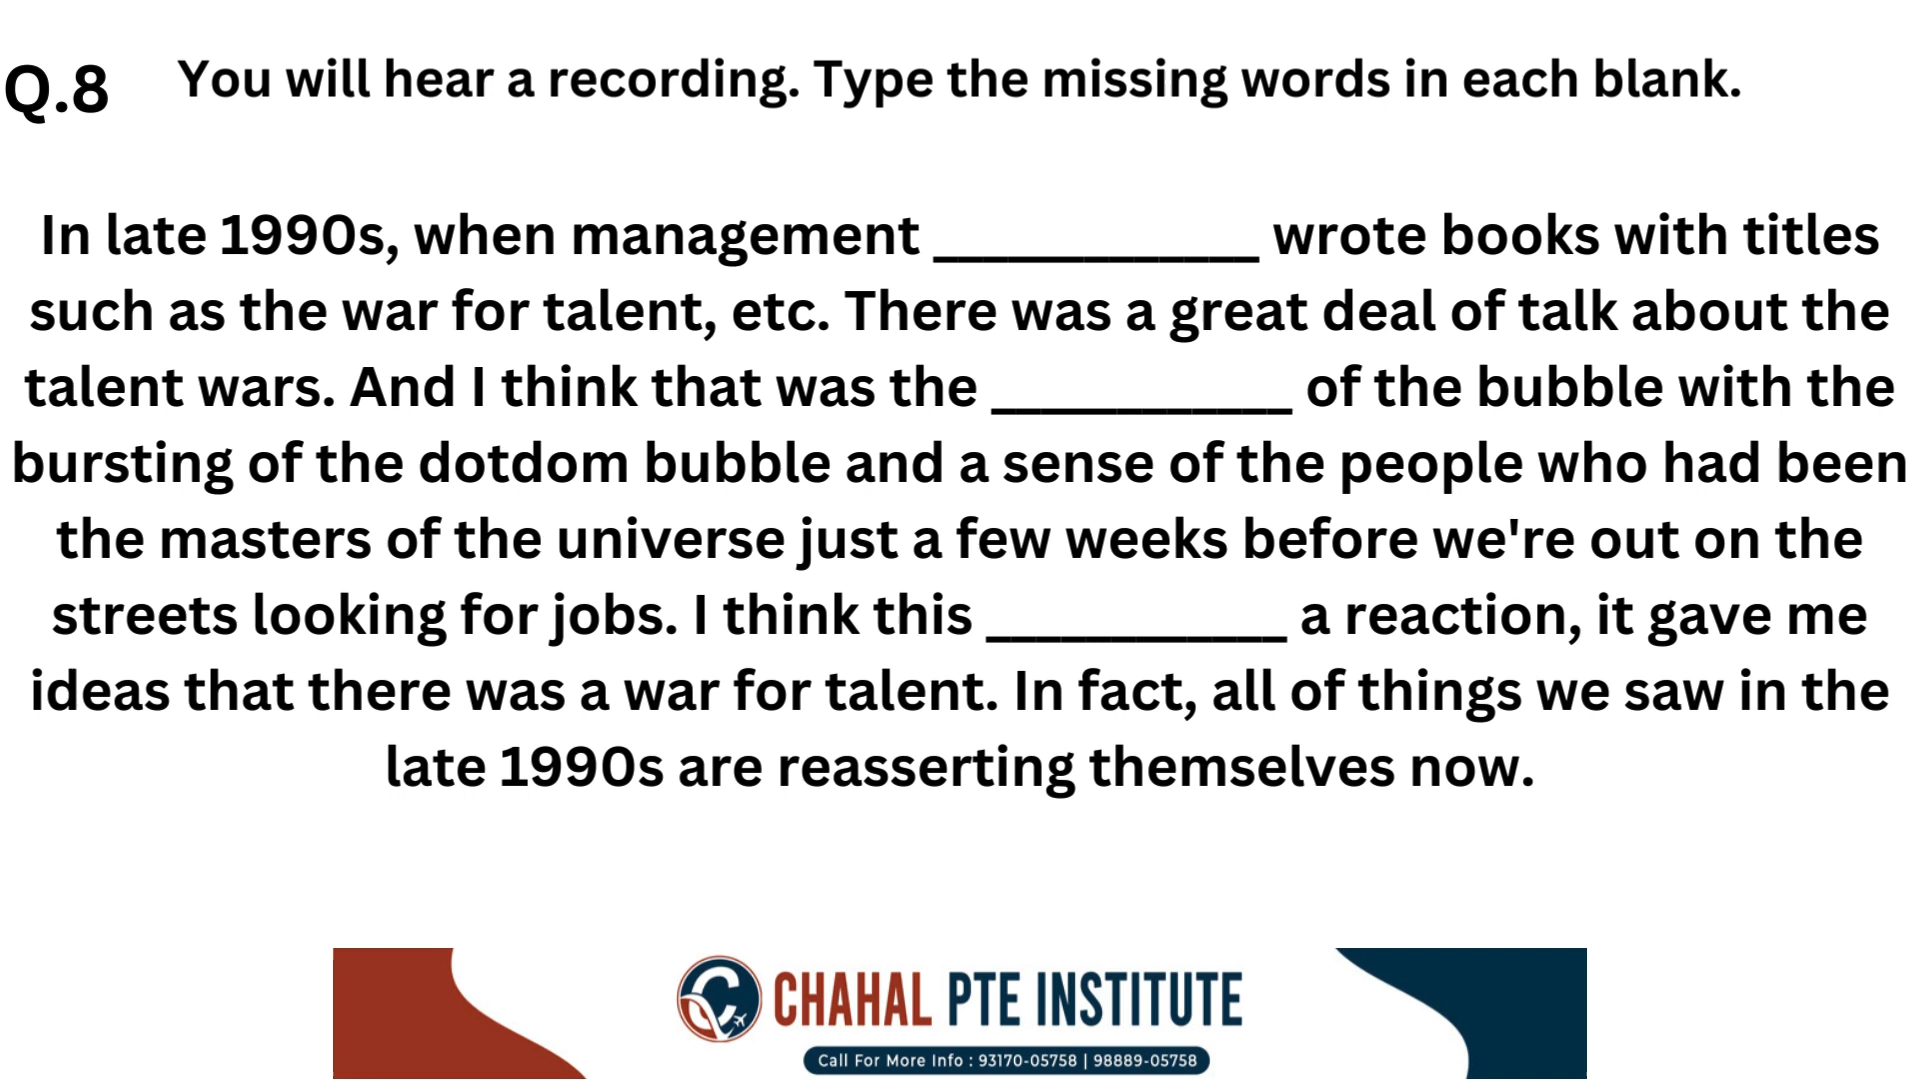 Q.8 You will hear a recording. Type the missing words in each blank.
In late 1990s, when management _____________ wrote books with titles
such as the war for talent, etc. There was a great deal of talk about the
talent wars. And I think that was the ____________ of the bubble with the
bursting of the dotdom bubble and a sense of the people who had been
the masters of the universe just a few weeks before we're out on the
streets looking for jobs. I think this ____________ a reaction, it gave me
ideas that there was a war for talent. In fact, all of things we saw in the
late 1990s are reasserting themselves now.
CHAHAL PTE INSTITUTE
Call For More Info : 93170-05758 | 98889-05758